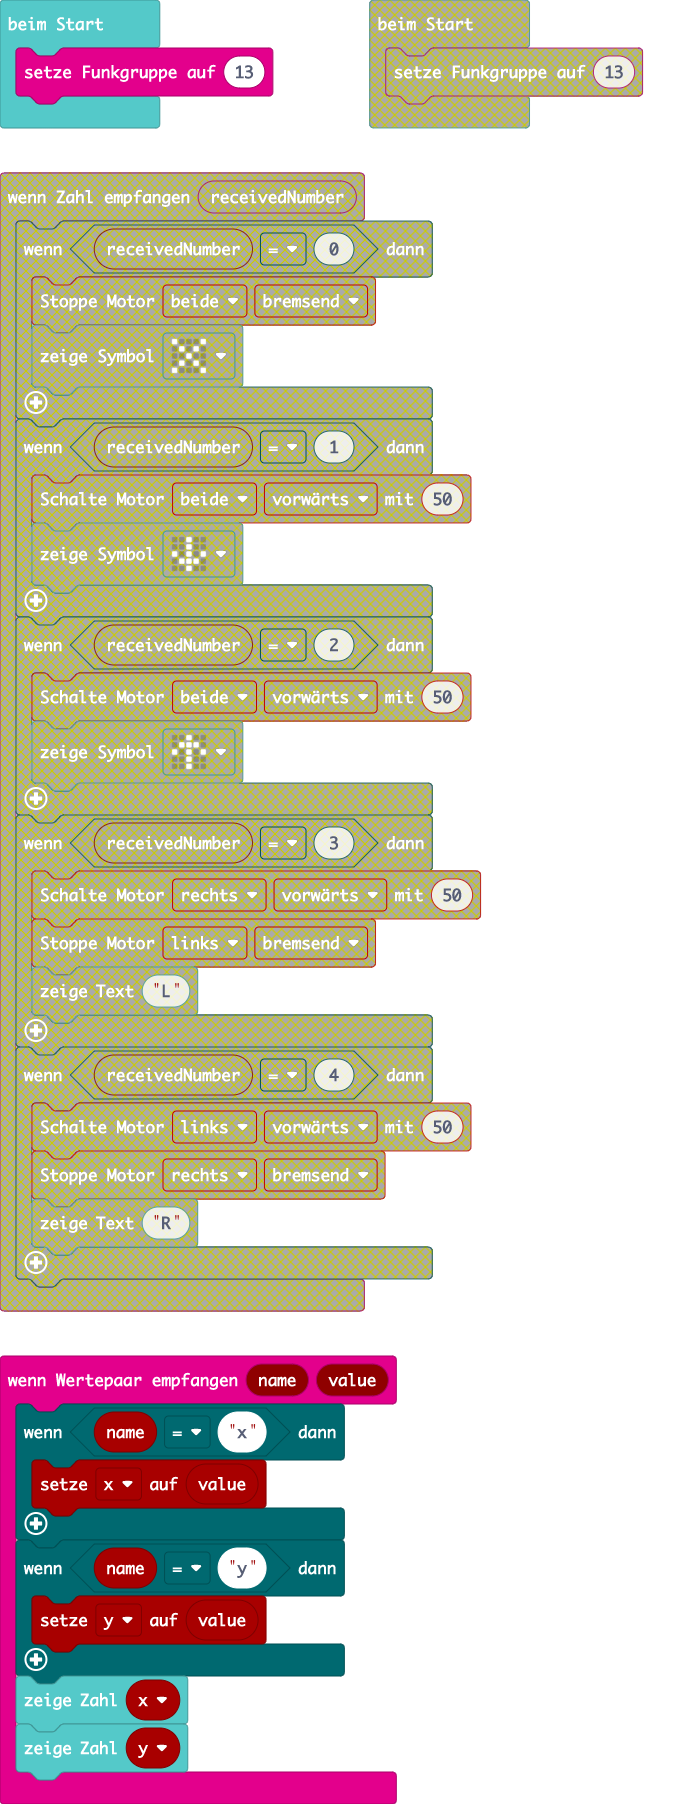 beim Start
setze Funkgruppe auf 13
beim Start
setze Funkgruppe auf 13
wenn Zahl empfangen receivedNumber
wenn receivedNumber = 0 dann
Stoppe Motor beide bremsend
zeige Symbol
wenn receivedNumber = 1 dann
Schalte Motor beide vorwärts mit 50
zeige Symbol
wenn receivedNumber = 2 dann
Schalte Motor beide vorwärts mit 50
zeige Symbol
wenn receivedNumber = 3 dann
Schalte Motor rechts vorwärts mit 50
Stoppe Motor links bremsend
zeige Text "L"
wenn receivedNumber = 4 dann
Schalte Motor links vorwärts mit 50
Stoppe Motor rechts bremsend
zeige Text "R"
wenn Wertepaar empfangen name value
wenn name = "x" dann
setze x auf value
wenn name = "y" dann
setze y auf value
zeige Zahl x
zeige Zahl y